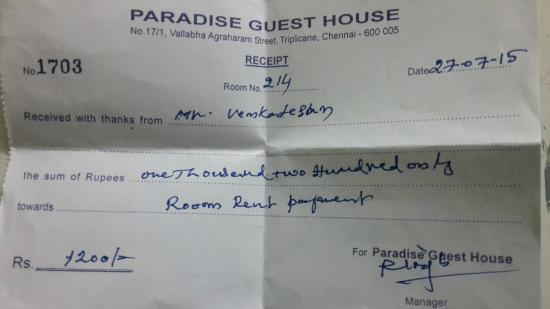 PARADISE GUEST HOUSE
No.17/1, Vallabha Agraharam Street, Triplicane, Chennai - 600 005
No. 1703 RECEIPT Date 27-07-15
Room No. 214
Received with thanks from Mr. Venkatesan
the sum of Rupees one Thousand two Hundred only
towards Room Rent payment
For Paradise Guest House
Rs. 1200/-
Manager